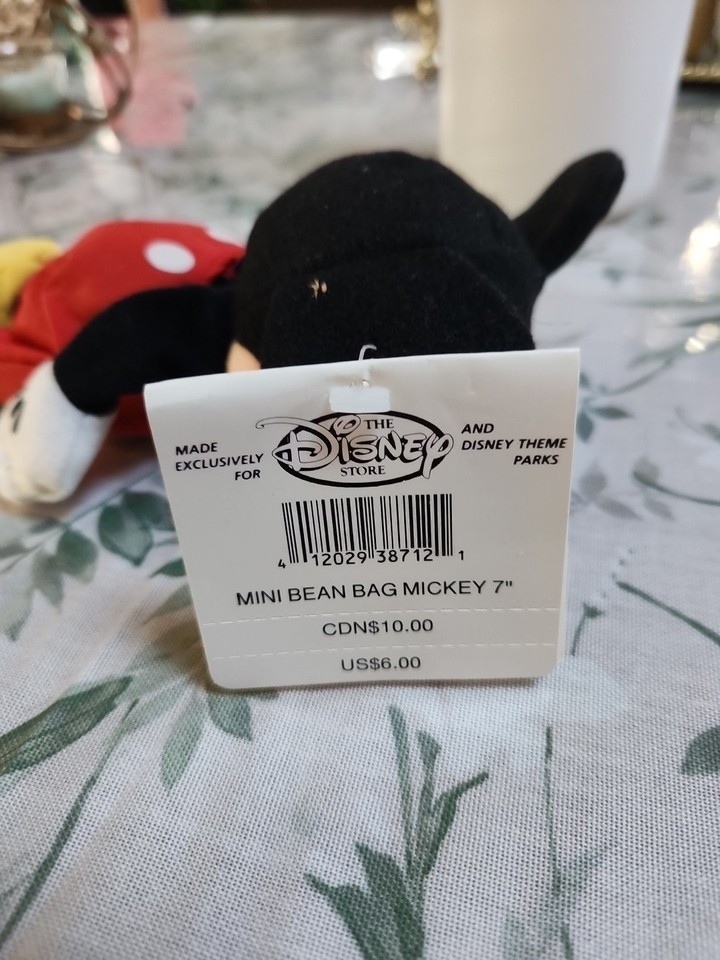 MADE
EXCLUSIVELY
FOR
THE
DISNEY
STORE
AND
DISNEY THEME
PARKS
4 12029 38712 1
MINI BEAN BAG MICKEY 7"
CDN$10.00
US$6.00